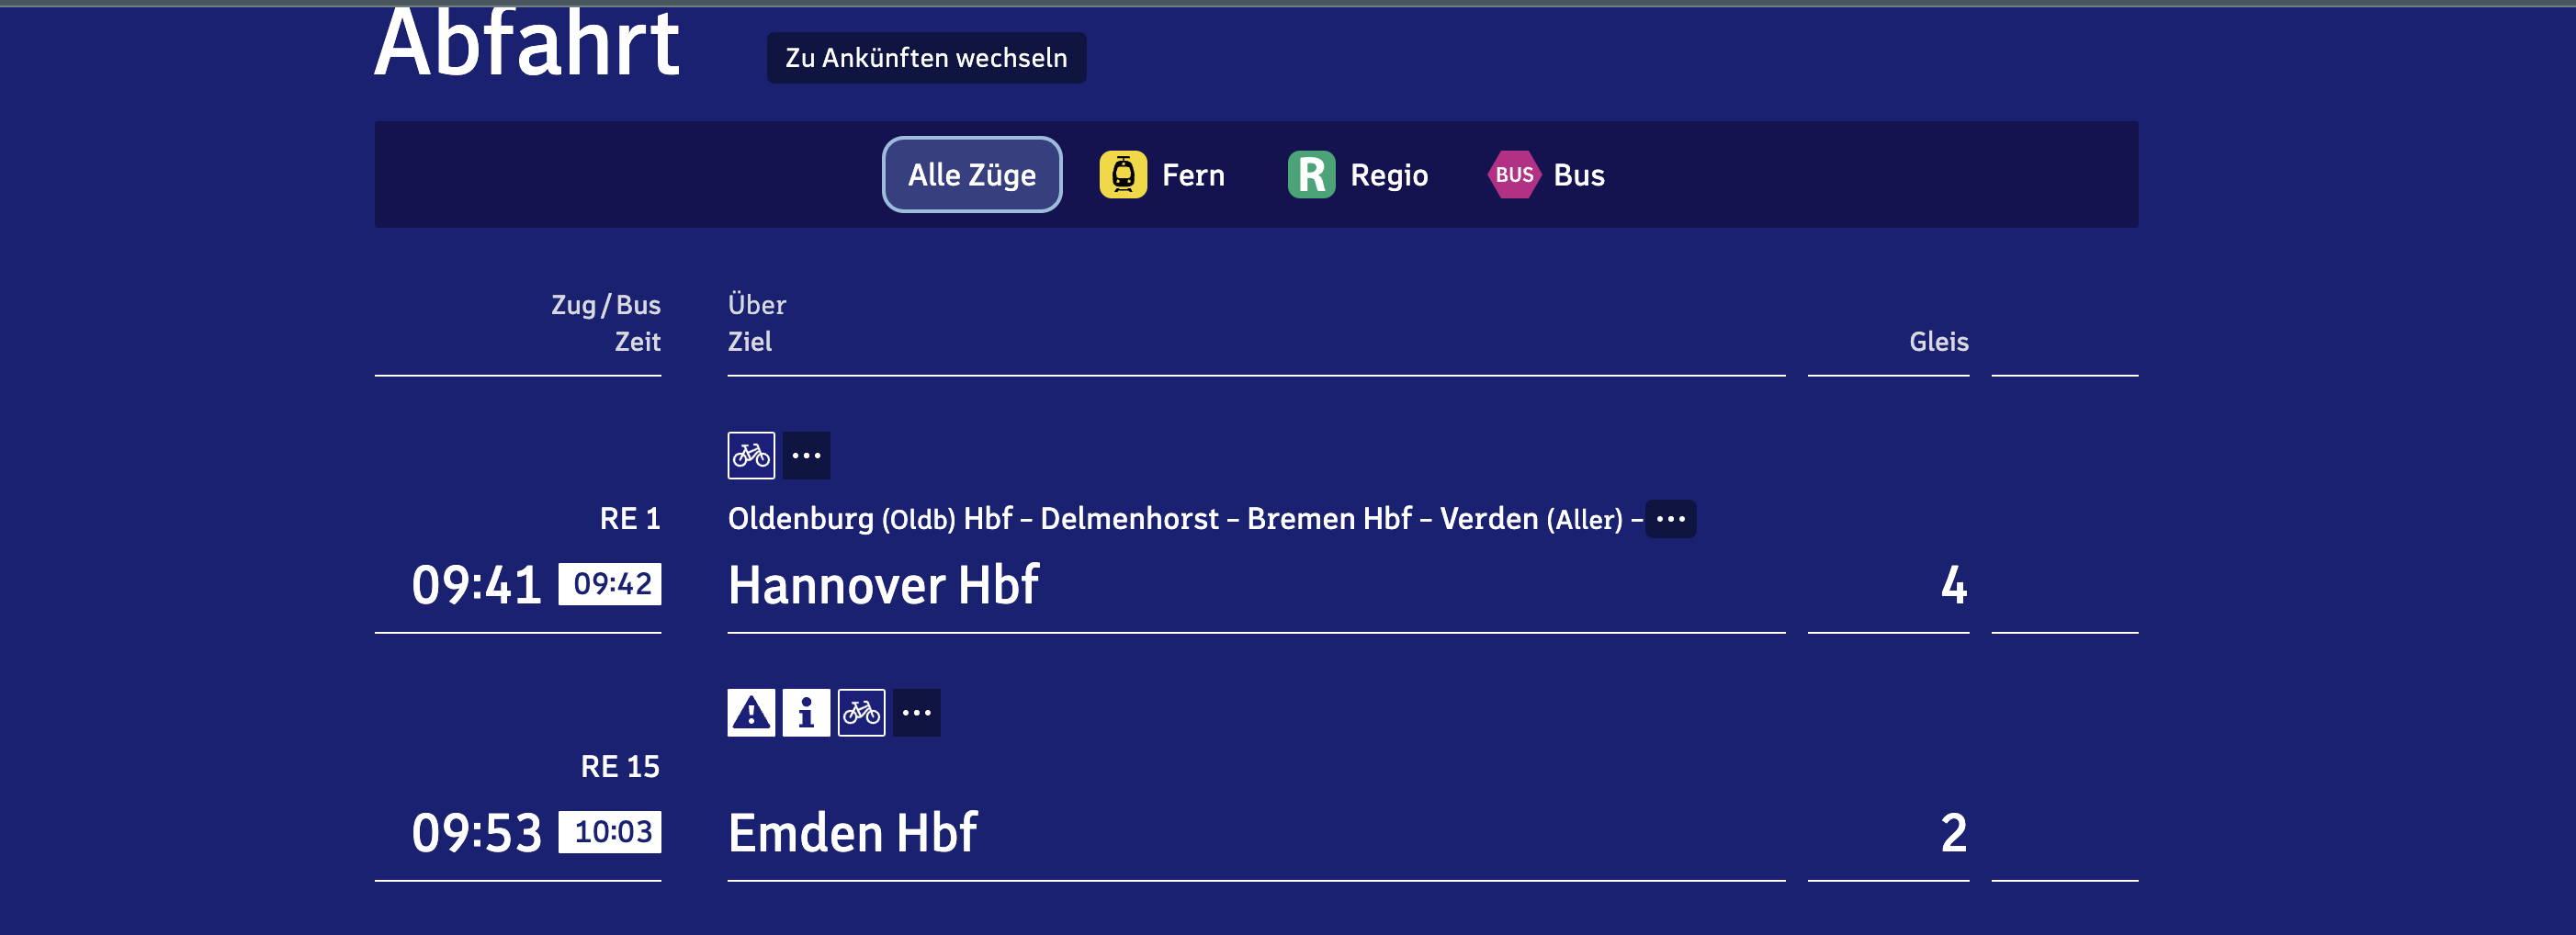 Abfahrt
Zu Ankünften wechseln
Alle Züge Fern R Regio BUS Bus
Zug / Bus Über
Zeit Ziel Gleis
RE 1 Oldenburg (Oldb) Hbf – Delmenhorst – Bremen Hbf – Verden (Aller) – ...
09:41 09:42 Hannover Hbf 4
RE 15
09:53 10:03 Emden Hbf 2